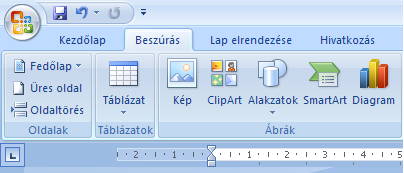 Kezdőlap Beszúrás Lap elrendezése Hivatkozás
Fedőlap
Üres oldal
Oldaltörés
Oldalak
Táblázat
Táblázatok
Kép ClipArt Alakzatok SmartArt Diagram
Ábrák
2 1 1 2 3 4 5